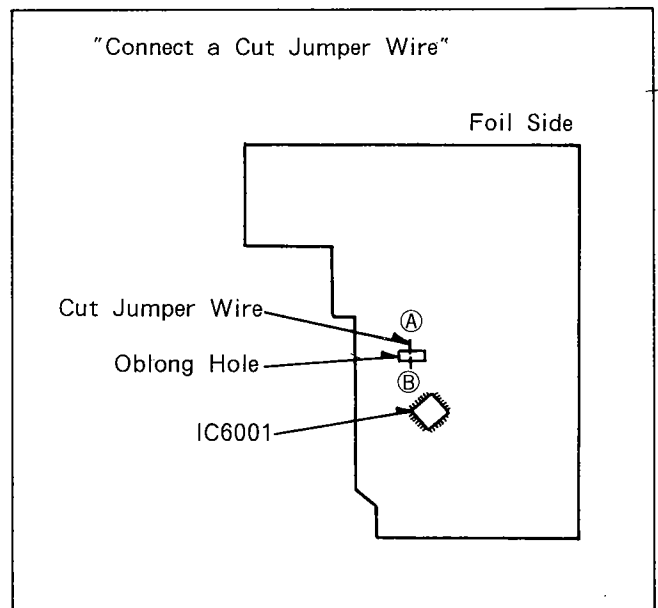 "Connect a Cut Jumper Wire"
Foil Side
Cut Jumper Wire
Ⓐ
Oblong Hole
Ⓑ
IC6001